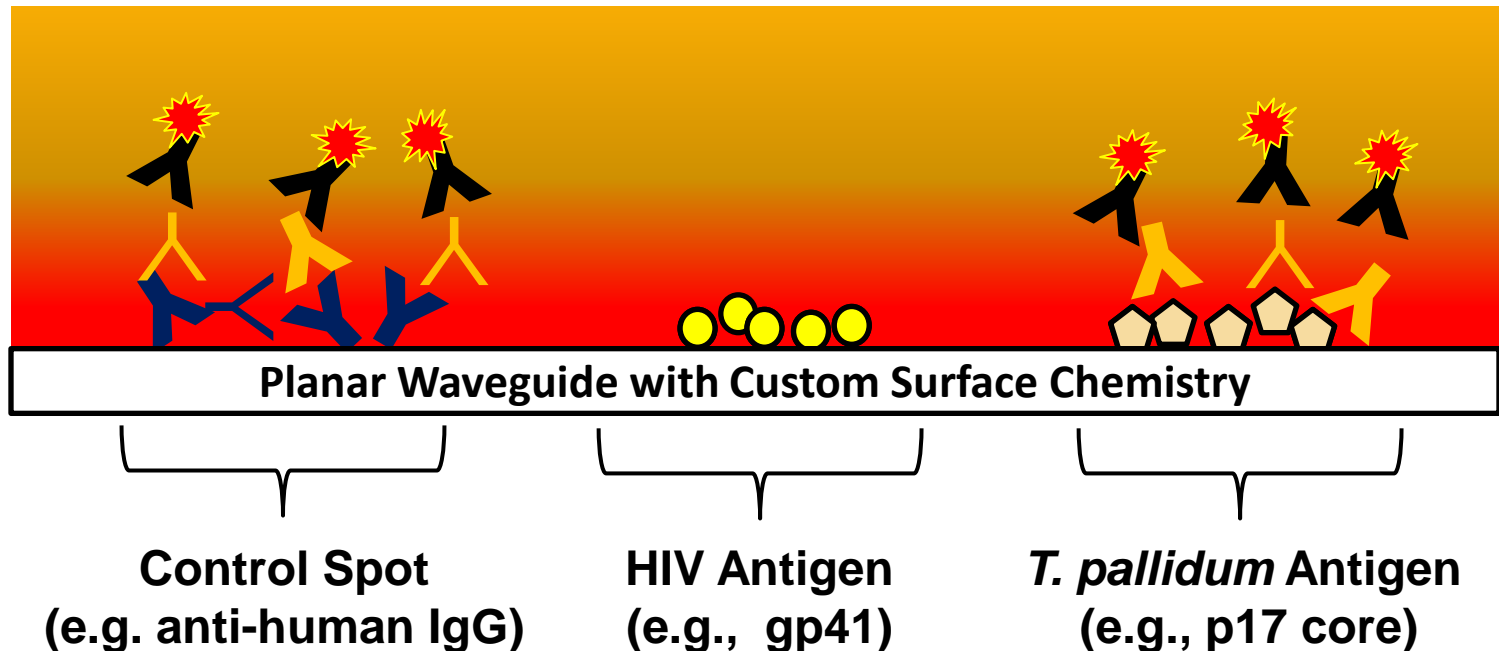 Planar Waveguide with Custom Surface Chemistry
Control Spot
(e.g. anti-human IgG)
HIV Antigen
(e.g., gp41)
T. pallidum Antigen
(e.g., p17 core)